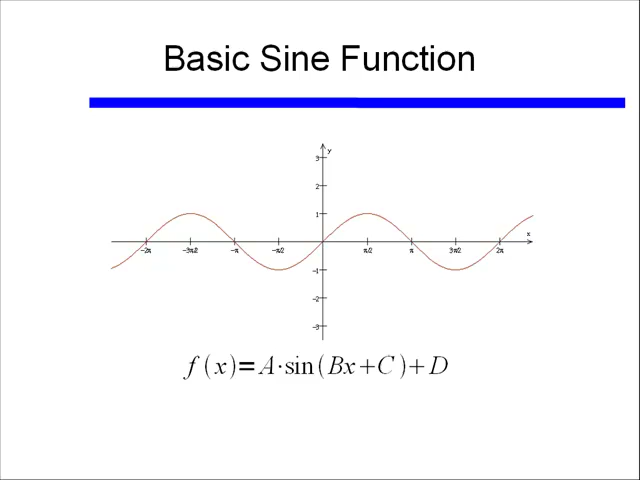 Basic Sine Function
y
3
2
1
x
-2π -3π/2 -π -π/2 π/2 π 3π/2 2π
-1
-2
-3
f(x)=A·sin(Bx+C)+D